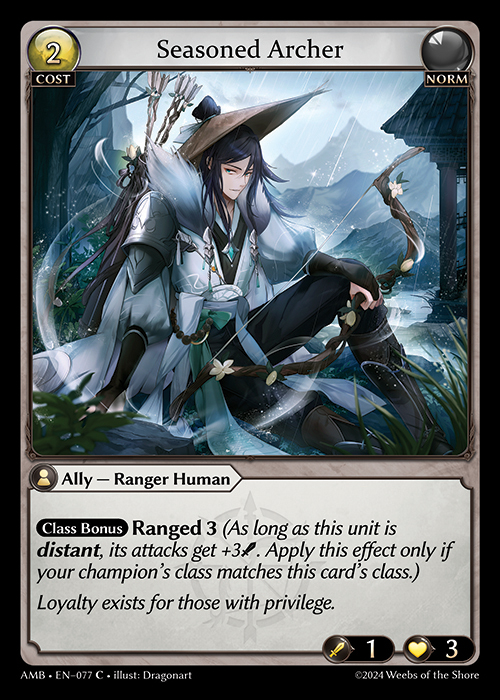 2 Seasoned Archer
COST NORM
Ally — Ranger Human
Class Bonus Ranged 3 (As long as this unit is
distant, its attacks get +3. Apply this effect only if
your champion's class matches this card's class.)
Loyalty exists for those with privilege.
1 3
AMB • EN-077 C • illust: Dragonart ©2024 Weebs of the Shore